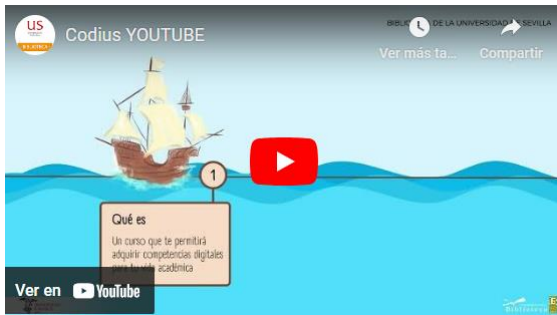 US
BIBLIOTECA
Codius YOUTUBE
BIBLIOTECA DE LA UNIVERSIDAD DE SEVILLA
Ver más ta...
Compartir
1
Qué es
Un curso que te permitirá
adquirir competencias digitales
para tu vida académica
Ver en YouTube
Biblioteca